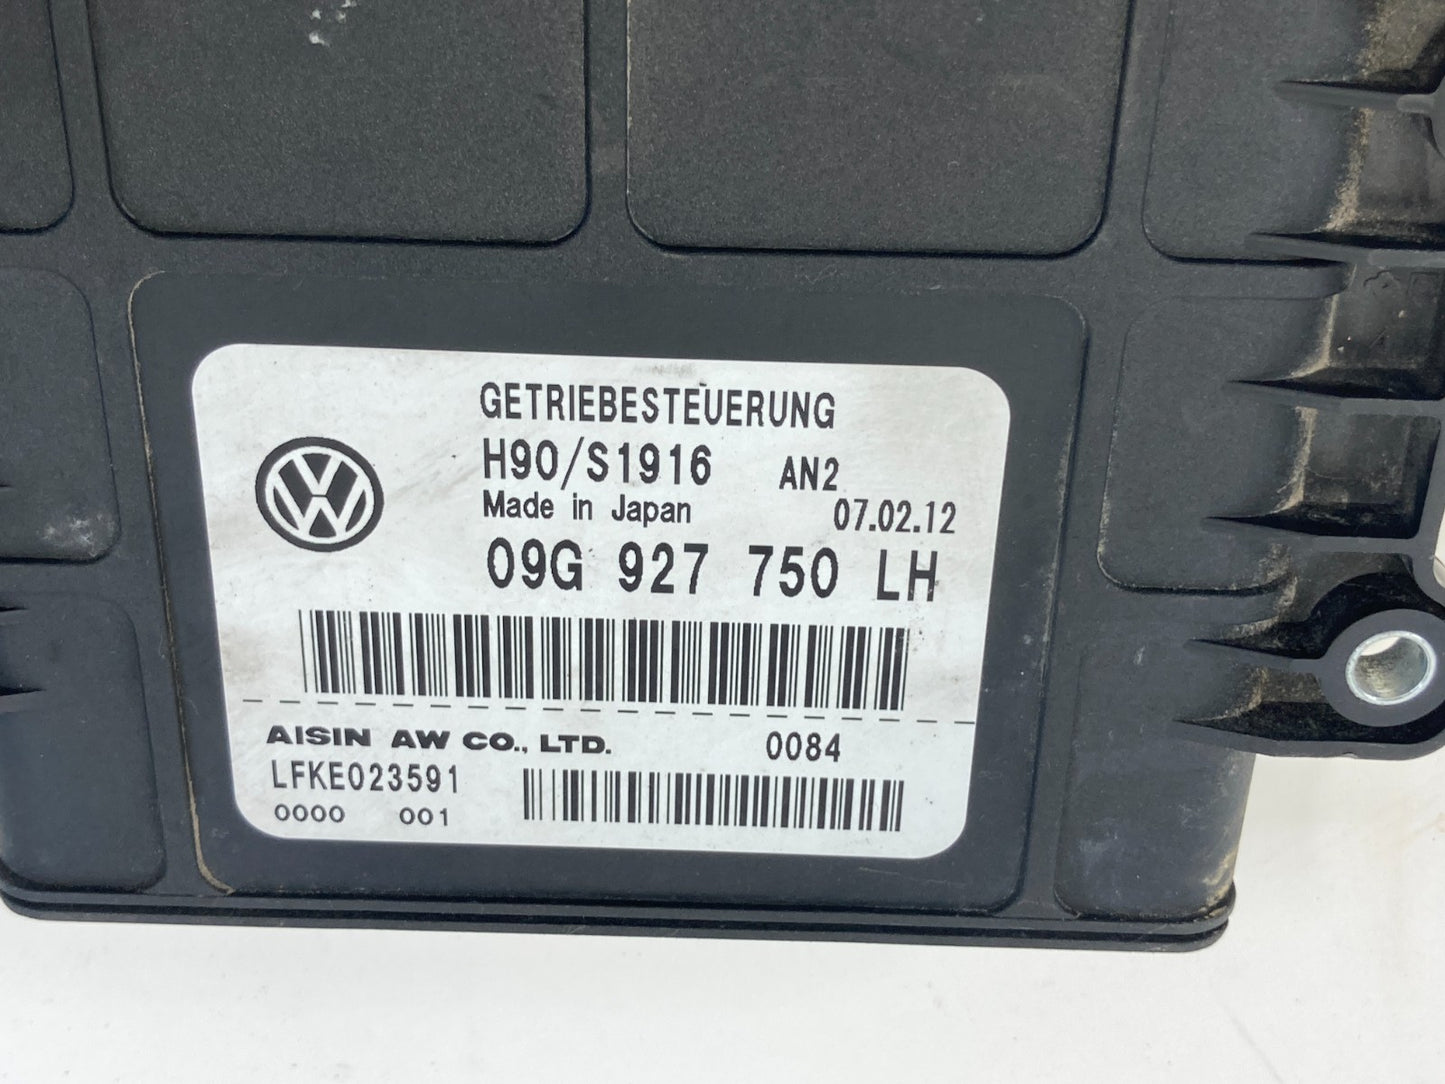 GETRIEBESTEUERUNG
H90/S1916 AN2
Made in Japan 07.02.12
09G 927 750 LH
AISIN AW CO., LTD. 0084
LFKE023591
0000 001